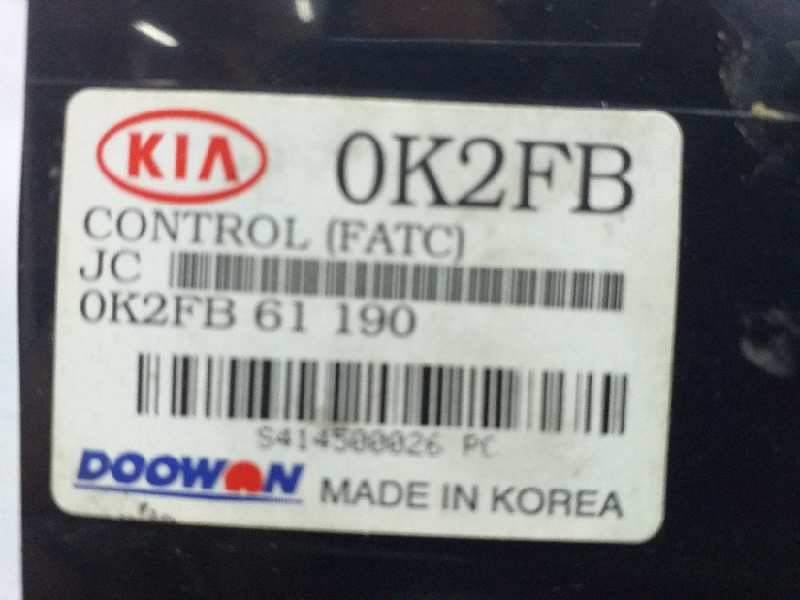 KIA 0K2FB
CONTROL (FATC)
JC
0K2FB 61 190
S414500026 PC
DOOWON MADE IN KOREA